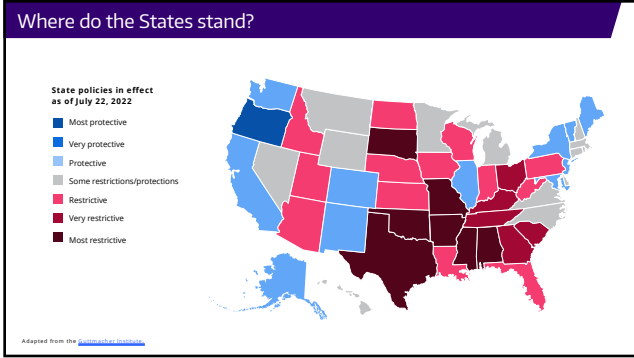 Where do the States stand?
State policies in effect
as of July 22, 2022
Most protective
Very protective
Protective
Some restrictions/protections
Restrictive
Very restrictive
Most restrictive
Adapted from the Guttmacher Institute.